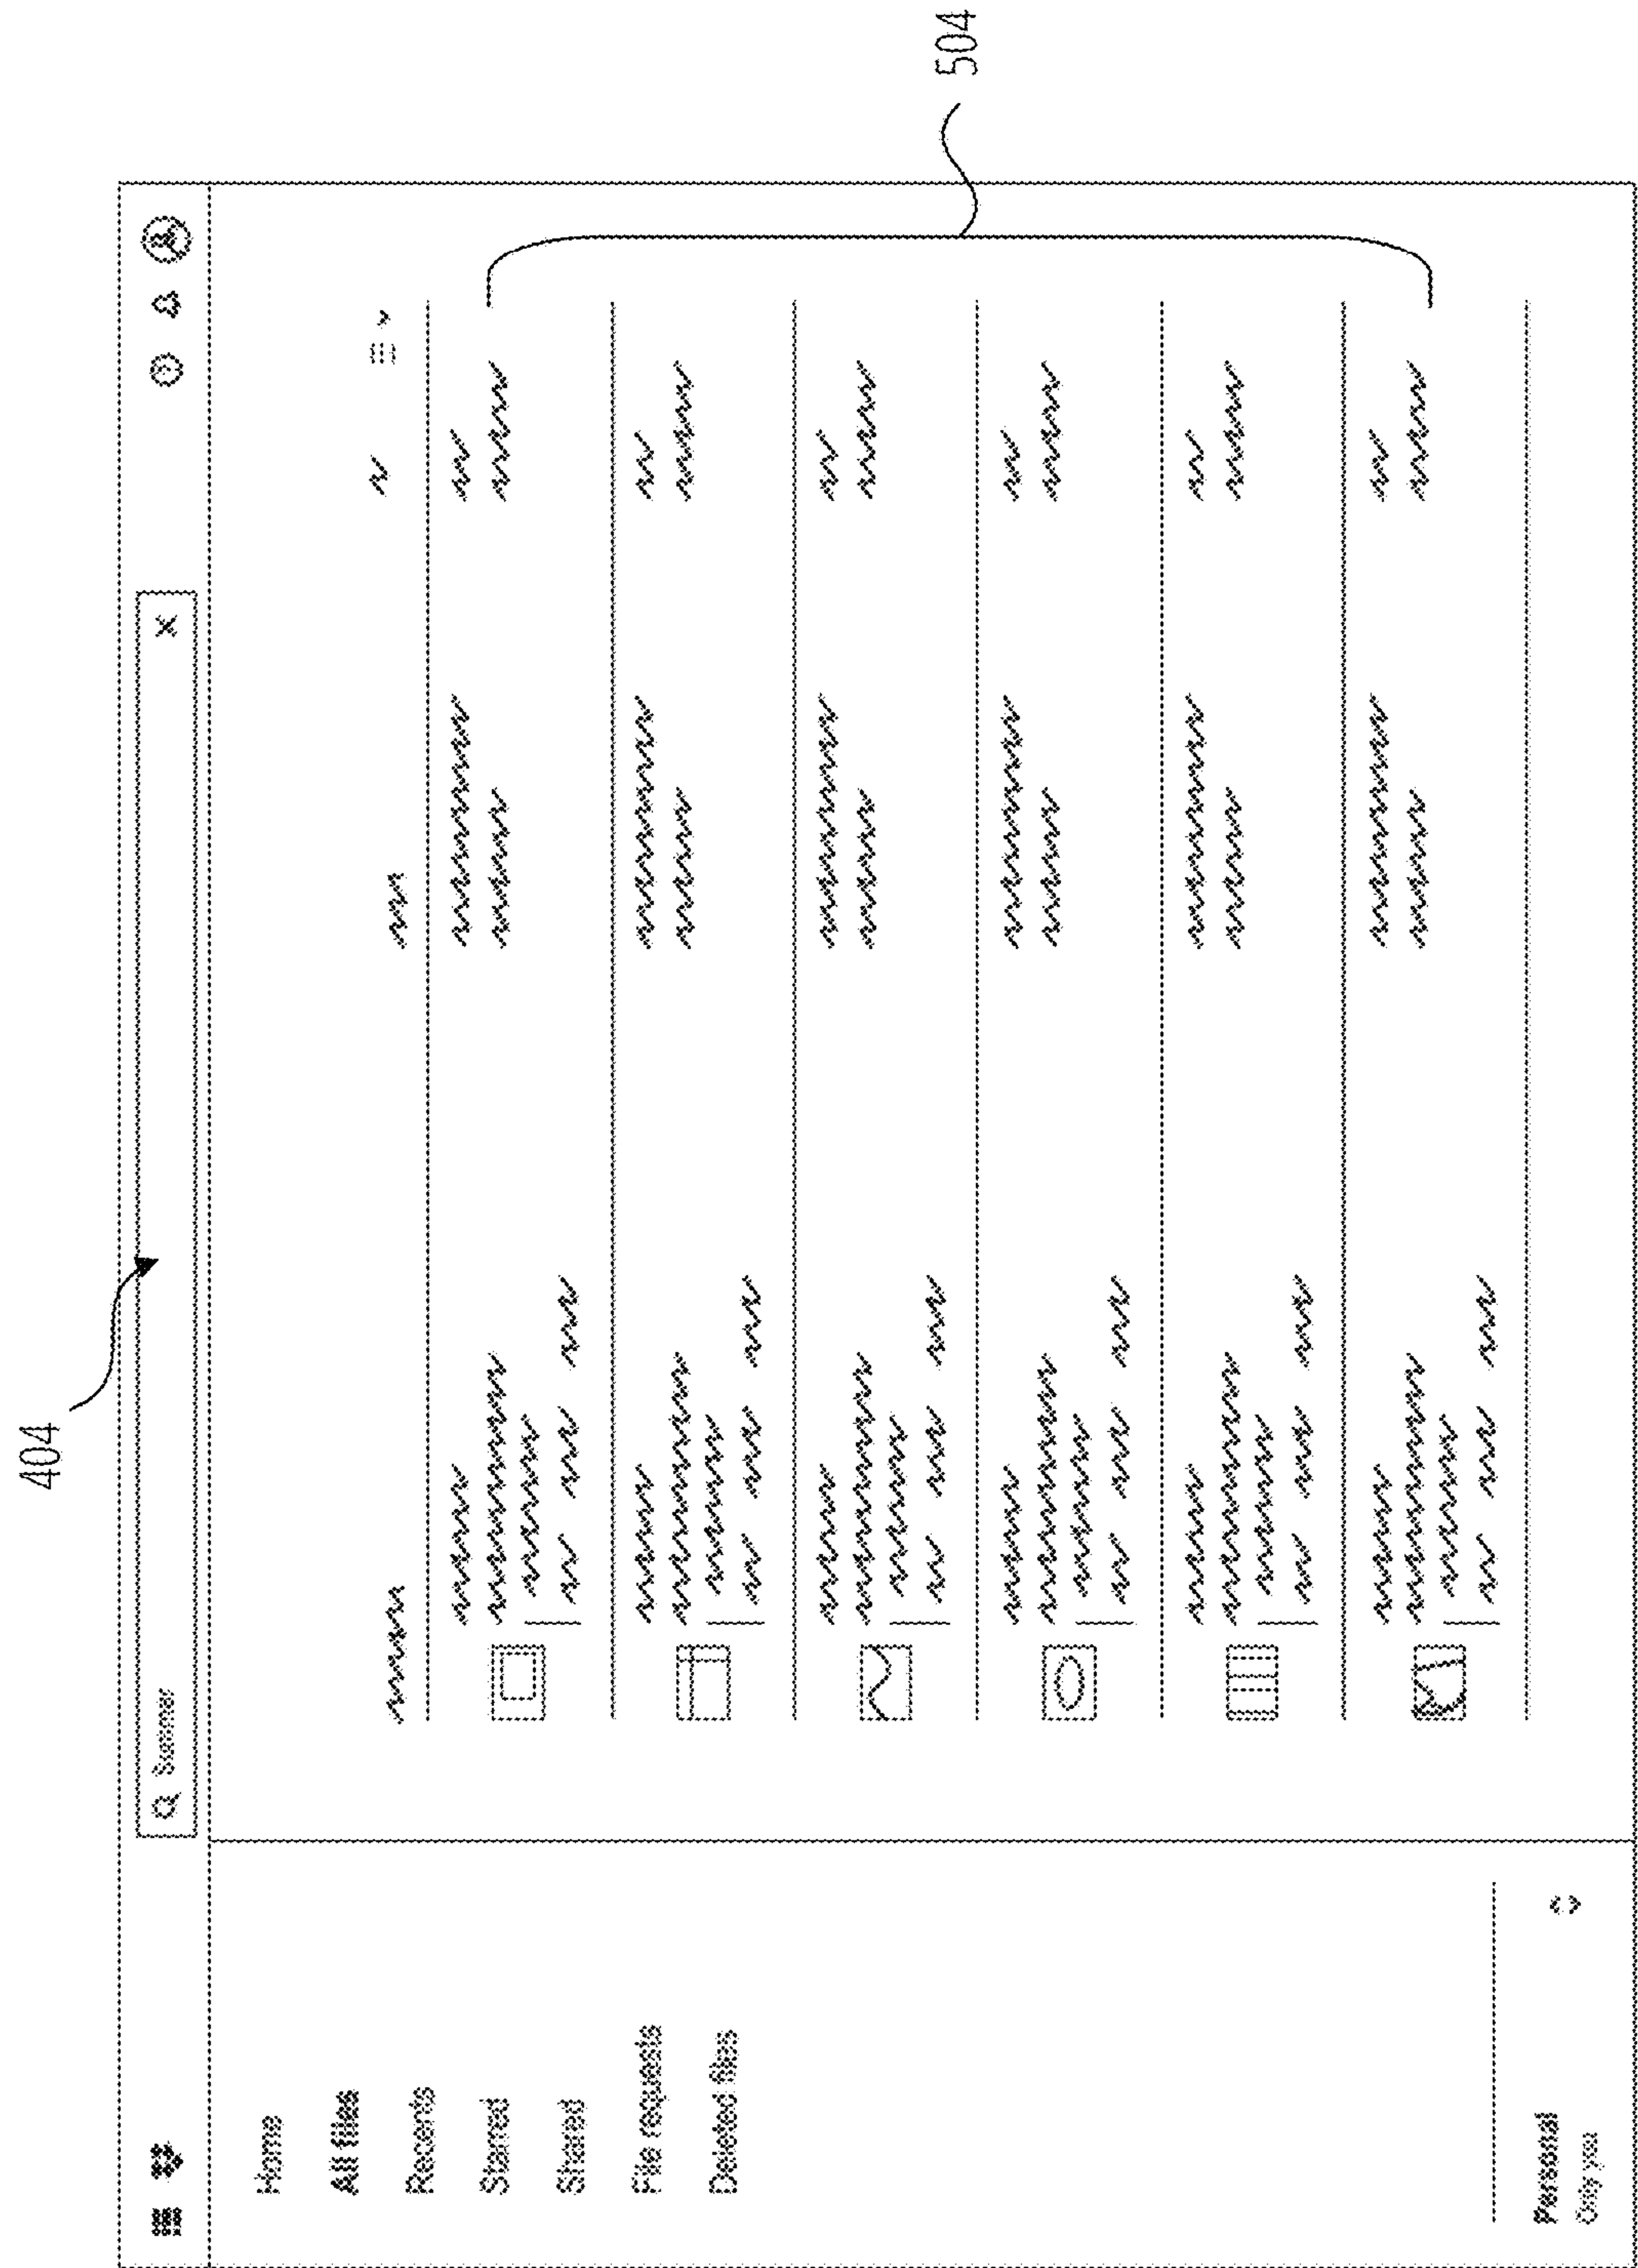 404
Summer
x
Home
All files
Recents
Starred
Shared
File requests
Deleted files
504
Personal
Only you